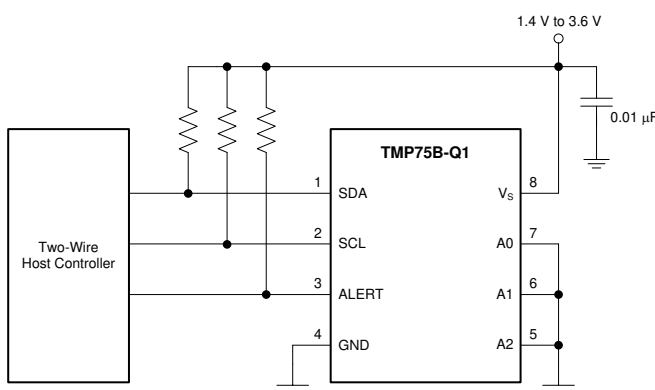 1.4 V to 3.6 V
0.01 μF
TMP75B-Q1
Two-Wire
Host Controller
1
SDA
2
SCL
3
ALERT
4
GND
8
VS
7
A0
6
A1
5
A2